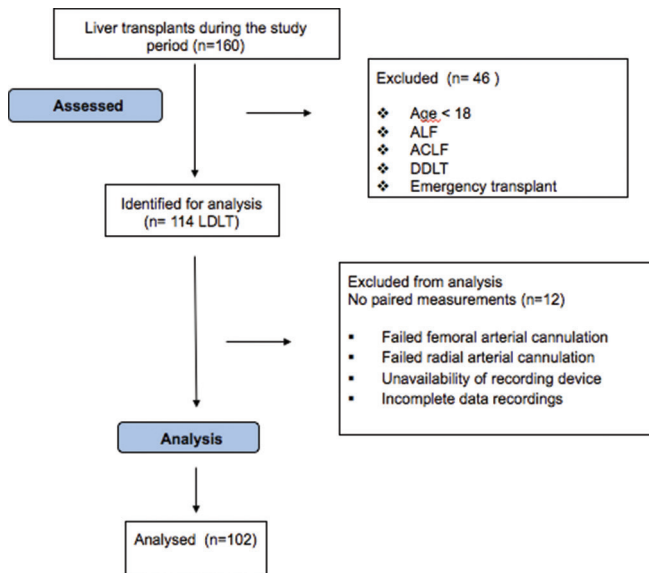 Liver transplants during the study
period (n=160)
Assessed
Excluded (n= 46 )
❖ Age < 18
❖ ALF
❖ ACLF
❖ DDLT
❖ Emergency transplant
Identified for analysis
(n= 114 LDLT)
Excluded from analysis
No paired measurements (n=12)
▪ Failed femoral arterial cannulation
▪ Failed radial arterial cannulation
▪ Unavailability of recording device
▪ Incomplete data recordings
Analysis
Analysed (n=102)